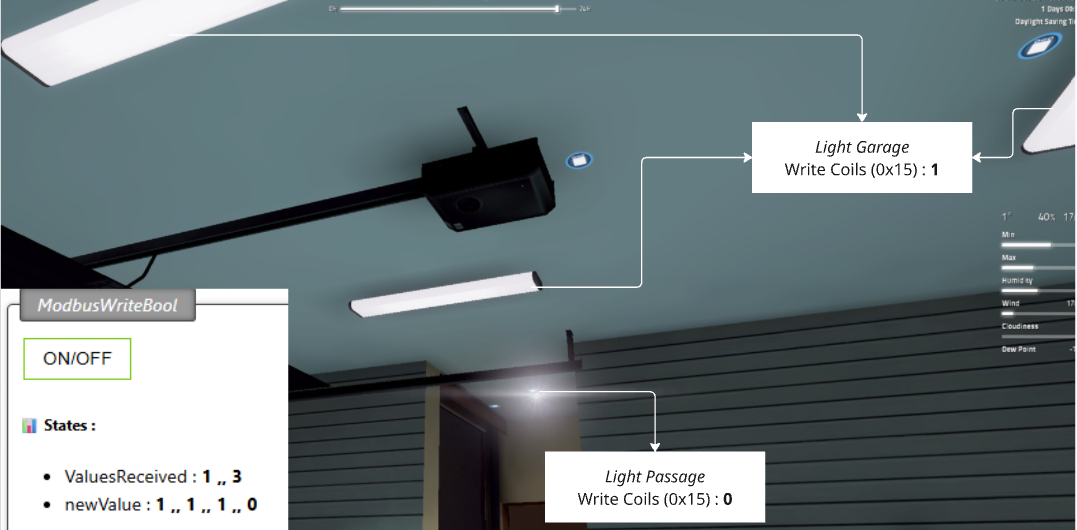 0H
24H
1 Days 00:
Daylight Saving Ti
Light Garage
Write Coils (0x15) : 1
1°
40%
17
Min
Max
Humidity
Wind
17
Cloudiness
Dew Point
ModbusWriteBool
ON/OFF
States :
ValuesReceived : 1 ,, 3
newValue : 1 ,, 1 ,, 1 ,, 0
Light Passage
Write Coils (0x15) : 0